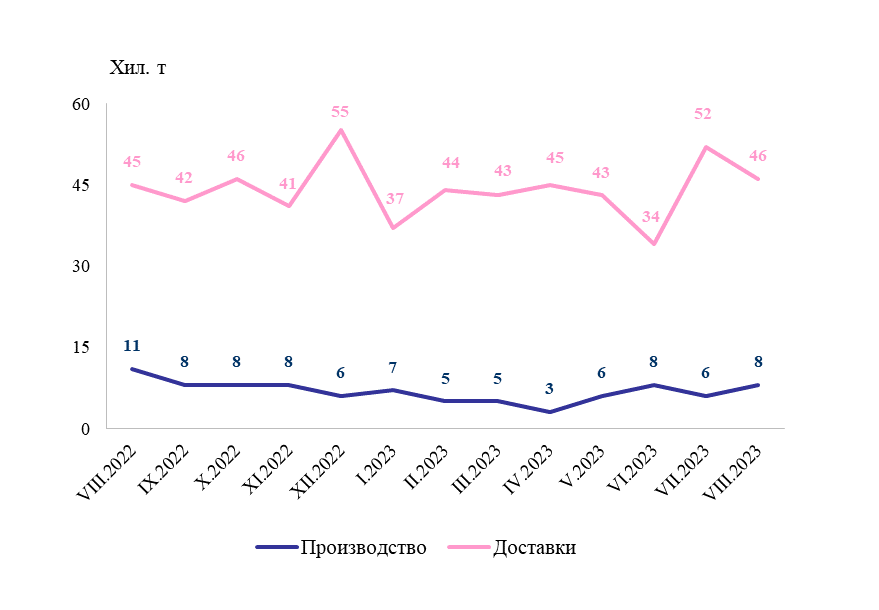 Хил. т
60
45
30
15
0
45 42 46 41 55 37 44 43 45 43 34 52 46
11 8 8 8 6 7 5 5 3 6 8 6 8
VIII.2022 IX.2022 X.2022 XI.2022 XII.2022 I.2023 II.2023 III.2023 IV.2023 V.2023 VI.2023 VII.2023 VIII.2023
Производство Доставки